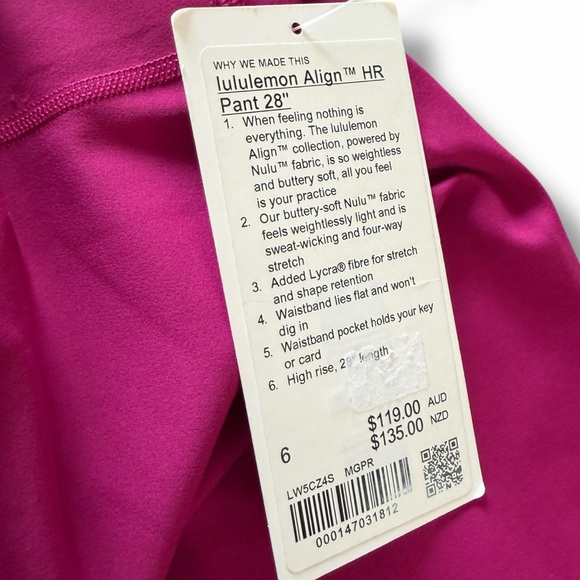 WHY WE MADE THIS
lululemon Align™ HR
Pant 28"
1. When feeling nothing is
everything. The lululemon
Align™ collection, powered by
Nulu™ fabric, is so weightless
and buttery soft, all you feel
is your practice
2. Our buttery-soft Nulu™ fabric
feels weightlessly light and is
sweat-wicking and four-way
stretch
3. Added Lycra® fibre for stretch
and shape retention
4. Waistband lies flat and won't
dig in
5. Waistband pocket holds your key
or card
6. High rise, 28" length
$119.00 AUD
$135.00 NZD
6
LW5CZ4S MGPR
000147031812